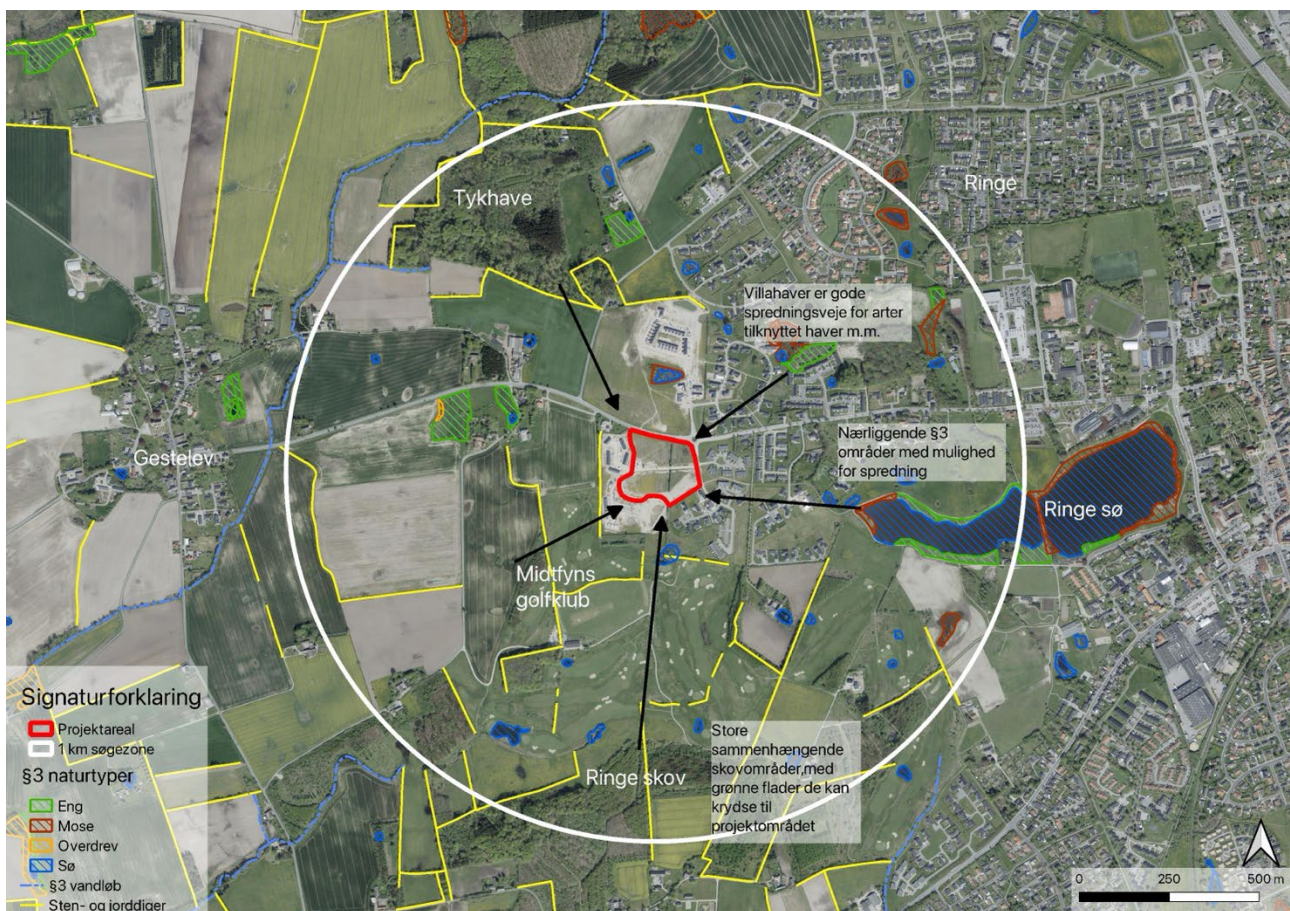 Tykhave
Ringe
Villahaver er gode
spredningsveje for arter
tilknyttet haver m.m.
Nærliggende §3
områder med mulighed
for spredning
Gestelev
Ringe sø
Midtfyns
golfklub
Ringe skov
Store
sammenhængende
skovområder,med
grønne flader de kan
krydse til
projektområdet
Signaturforklaring
Projektareal
1 km søgezone
§3 naturtyper
Eng
Mose
Overdrev
Sø
§3 vandløb
Sten- og jorddiger
0 250 500 m